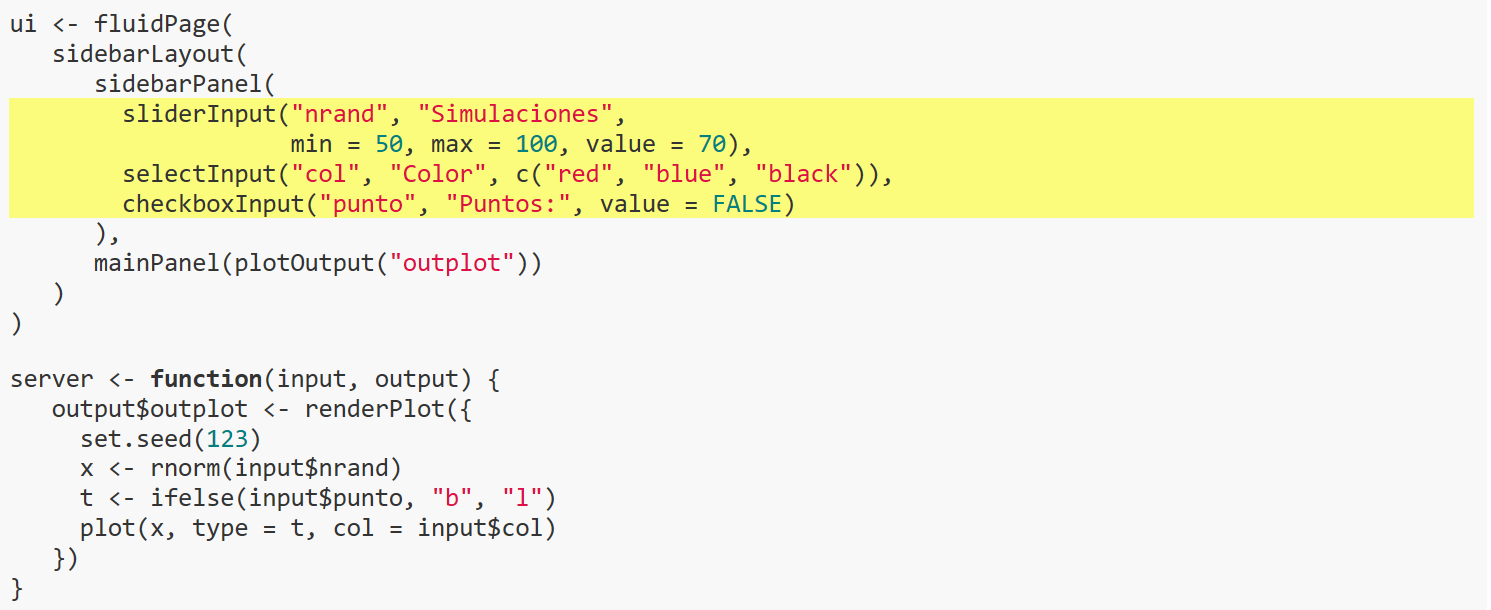 ui <- fluidPage(
   sidebarLayout(
      sidebarPanel(
        sliderInput("nrand", "Simulaciones",
                    min = 50, max = 100, value = 70),
        selectInput("col", "Color", c("red", "blue", "black")),
        checkboxInput("punto", "Puntos:", value = FALSE)
      ),
      mainPanel(plotOutput("outplot"))
   )
)

server <- function(input, output) {
   output$outplot <- renderPlot({
     set.seed(123)
     x <- rnorm(input$nrand)
     t <- ifelse(input$punto, "b", "l")
     plot(x, type = t, col = input$col)
   })
}